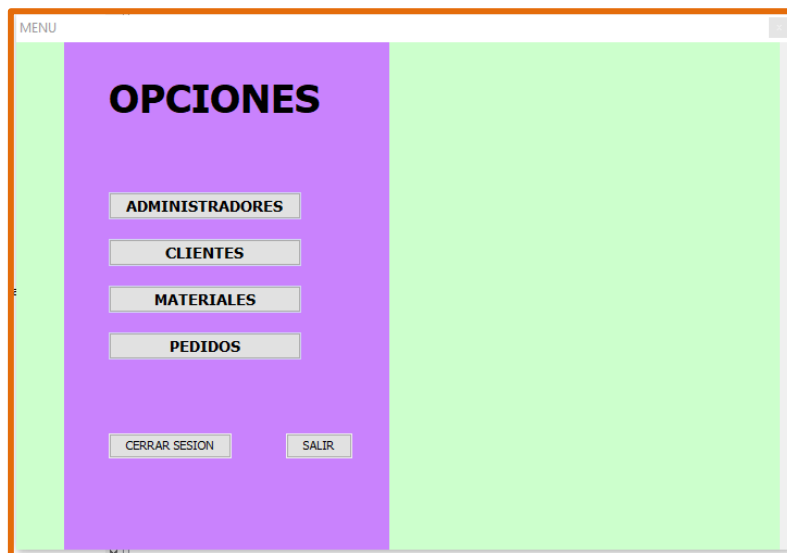 MENU
OPCIONES
ADMINISTRADORES
CLIENTES
MATERIALES
PEDIDOS
CERRAR SESION SALIR